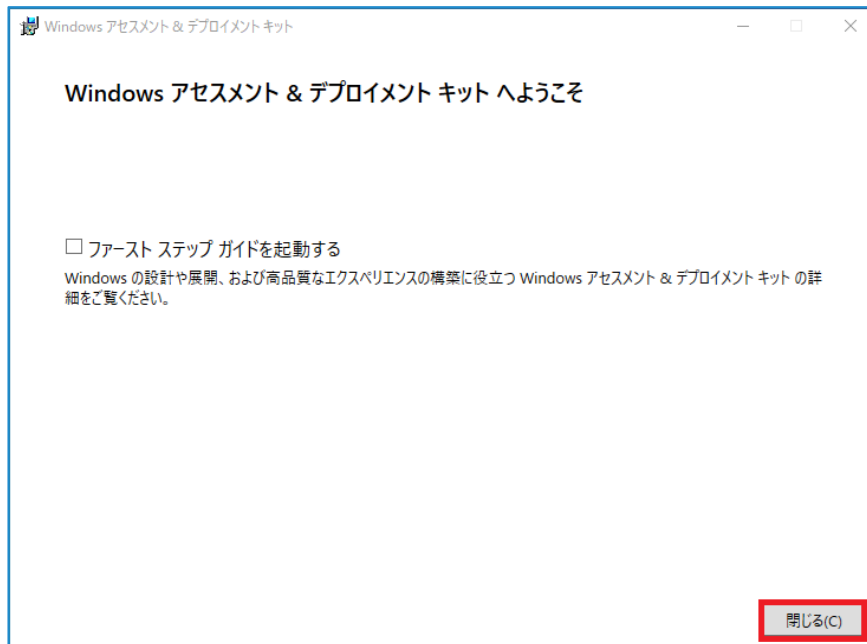 Windows アセスメント & デプロイメント キット
Windows アセスメント & デプロイメント キット へようこそ
ファースト ステップ ガイドを起動する
Windows の設計や展開、および高品質なエクスペリエンスの構築に役立つ Windows アセスメント & デプロイメント キット の詳
細をご覧ください。
閉じる(C)